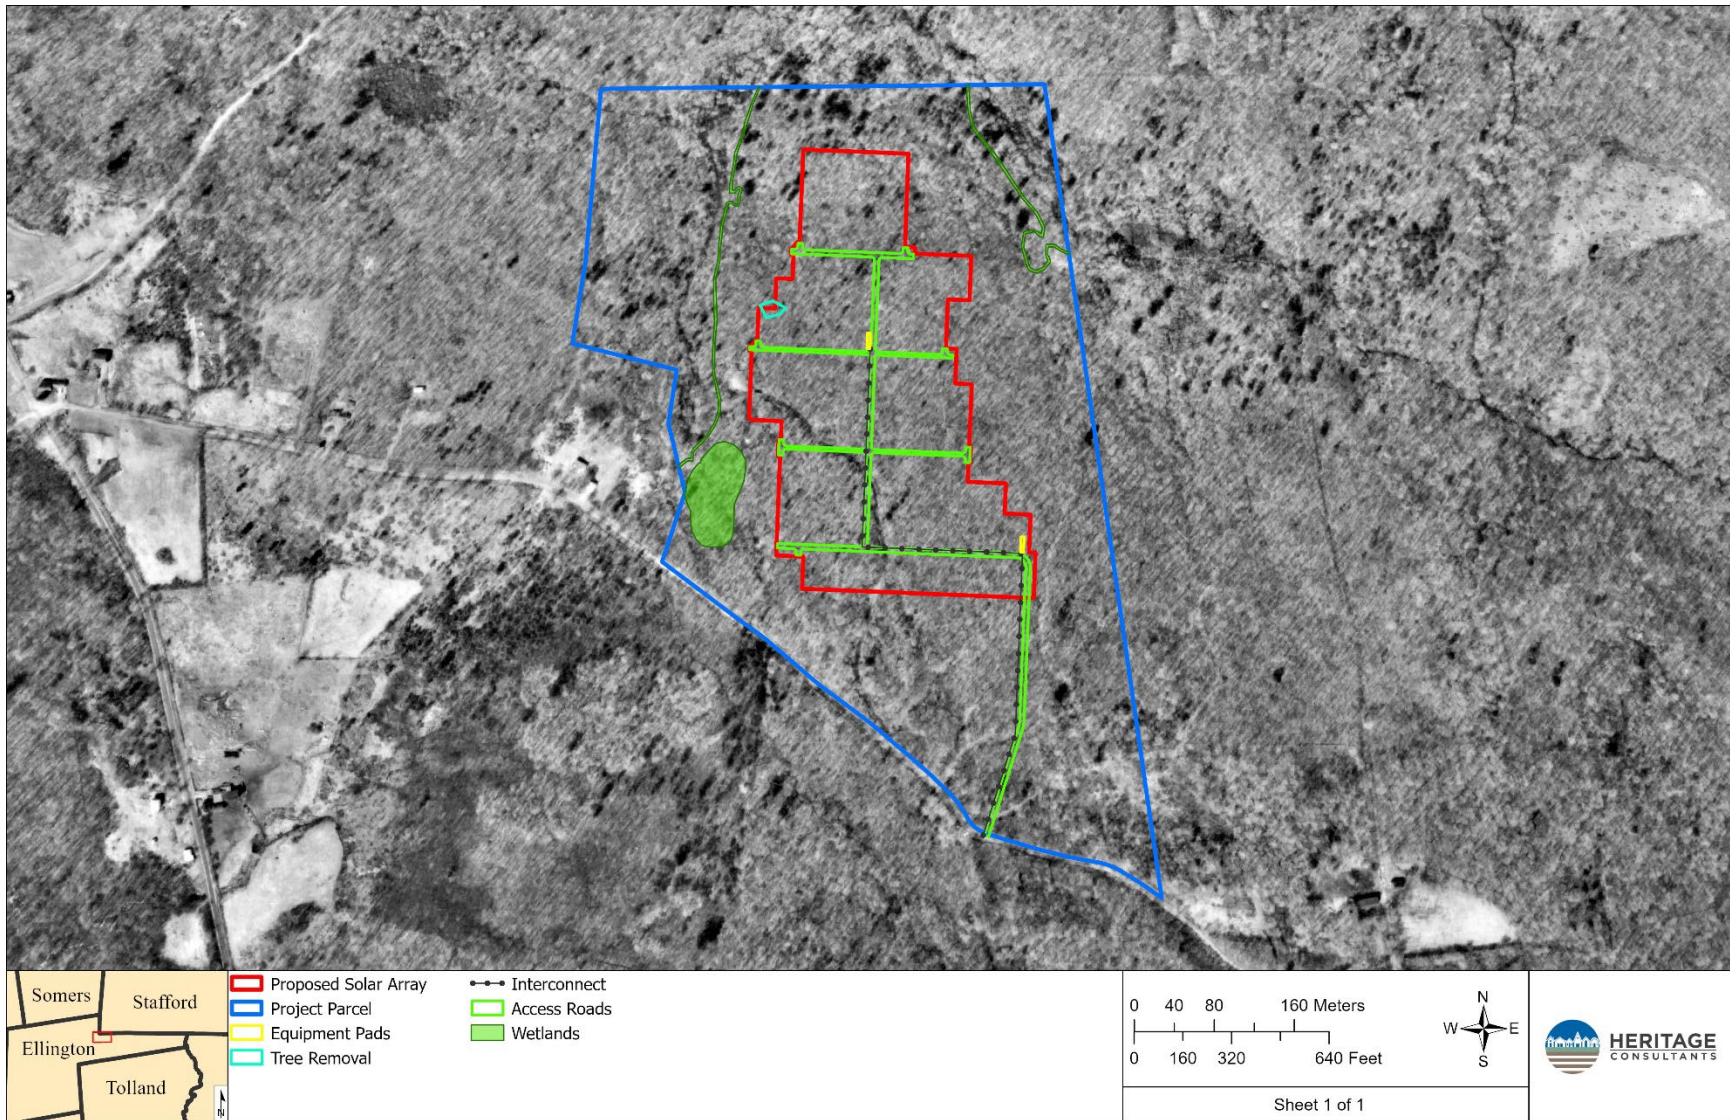 Somers
Stafford
Ellington
Tolland
N
Proposed Solar Array
Project Parcel
Equipment Pads
Tree Removal
Interconnect
Access Roads
Wetlands
0 40 80 160 Meters
0 160 320 640 Feet
N
W E
S
Sheet 1 of 1
HERITAGE
CONSULTANTS